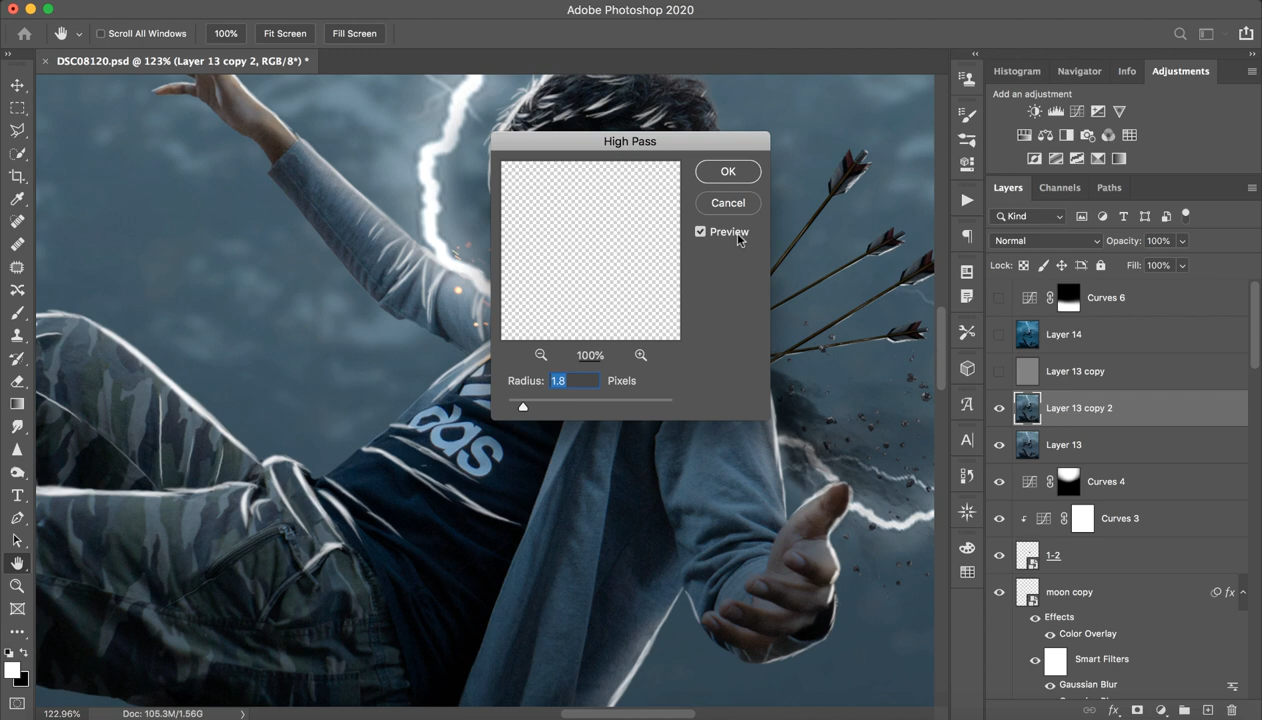 Adobe Photoshop 2020
Scroll All Windows
100%
Fit Screen
Fill Screen
DSC08120.psd @ 123% (Layer 13 copy 2, RGB/8*) *
High Pass
OK
Cancel
Preview
100%
Radius: 1.8 Pixels
das
Histogram
Navigator
Info
Adjustments
Add an adjustment
Layers
Channels
Paths
Kind
Normal
Opacity: 100%
Lock:
Fill: 100%
Curves 6
Layer 14
Layer 13 copy
Layer 13 copy 2
Layer 13
Curves 4
Curves 3
1-2
moon copy
fx
Effects
Color Overlay
Smart Filters
Gaussian Blur
122.96%
Doc: 105.3M/1.56G